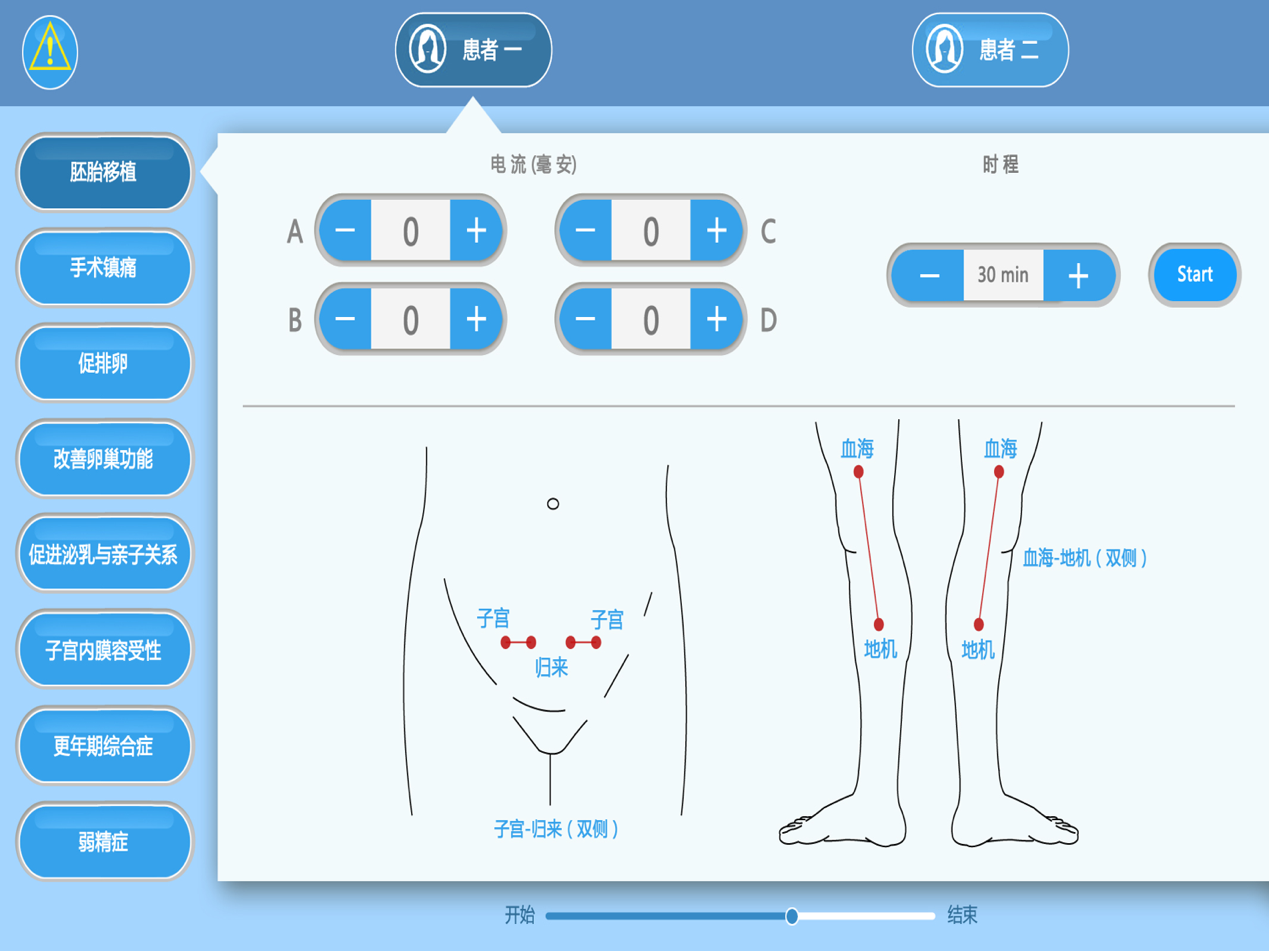 患者 一
患者 二
胚胎移植
手术镇痛
促排卵
改善卵巢功能
促进泌乳与亲子关系
子宫内膜容受性
更年期综合症
弱精症
电 流 (毫 安)
时 程
A
－ 0 +
－ 0 +
C
B
－ 0 +
－ 0 +
D
－ 30 min +
Start
血海
血海
血海-地机（双侧）
子宫
子宫
归来
地机
地机
子宫-归来（双侧）
开始
结束